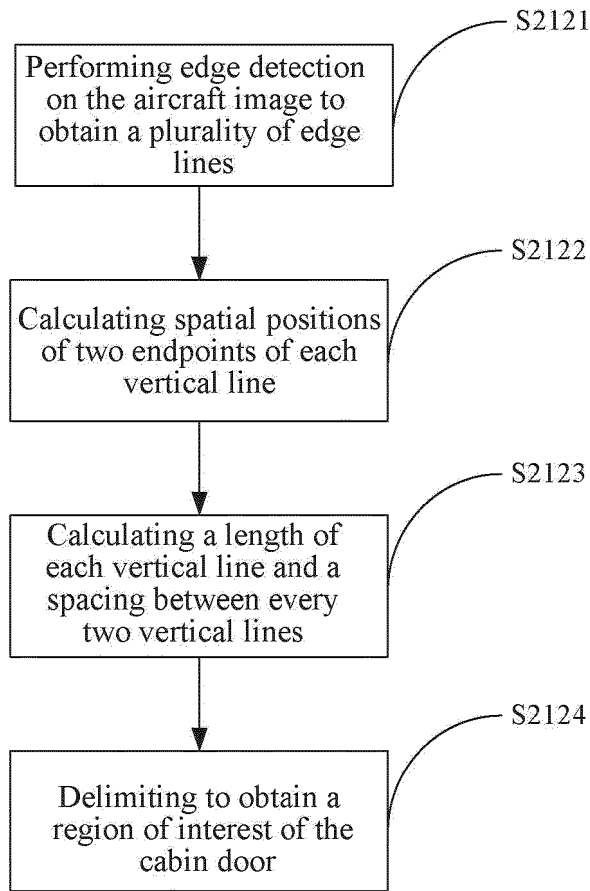 S2121
Performing edge detection
on the aircraft image to
obtain a plurality of edge
lines
S2122
Calculating spatial positions
of two endpoints of each
vertical line
S2123
Calculating a length of
each vertical line and a
spacing between every
two vertical lines
S2124
Delimiting to obtain a
region of interest of the
cabin door